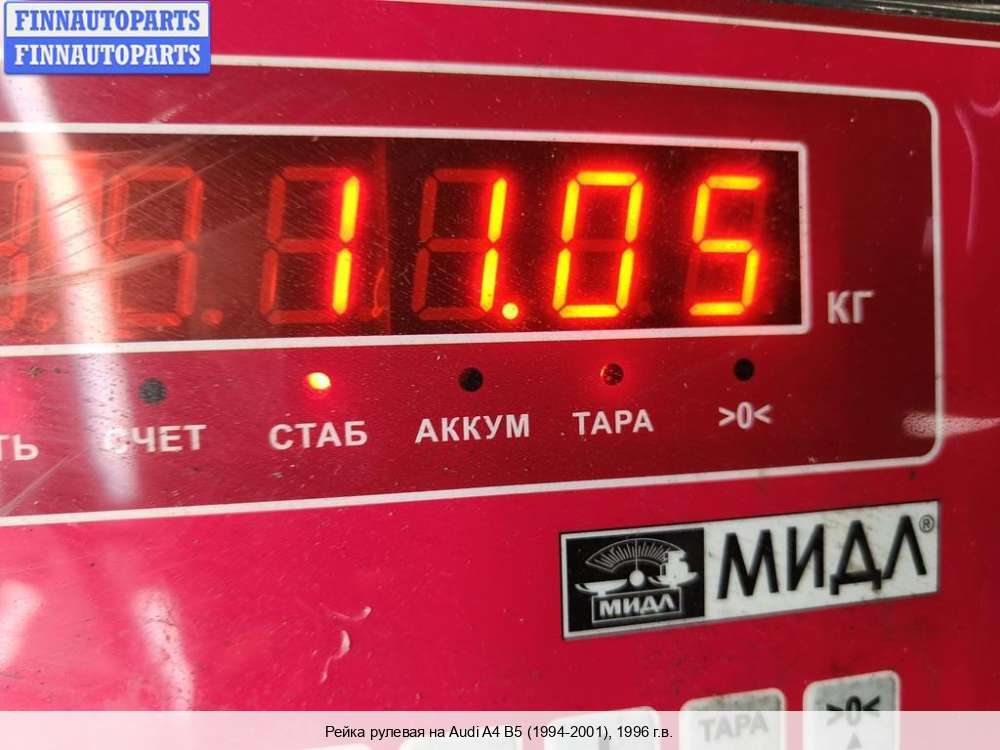 FINNAUTOPARTS
FINNAUTOPARTS
11.05
КГ
СЧЕТ СТАБ АККУМ ТАРА >0<
МИДЛ МИДЛ®
ТАРА >0<
Рейка рулевая на Audi A4 B5 (1994-2001), 1996 г.в.